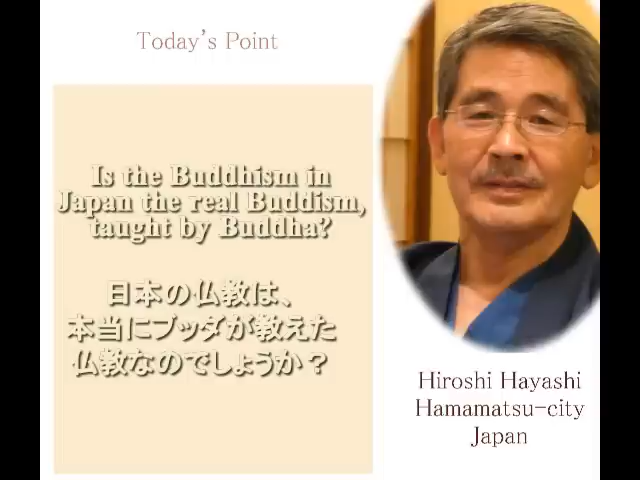 Today's Point
Is the Buddhism in
Japan the real Buddism,
taught by Buddha?
日本の仏教は、
本当にブッダが教えた
仏教なのでしょうか？
Hiroshi Hayashi
Hamamatsu-city
Japan